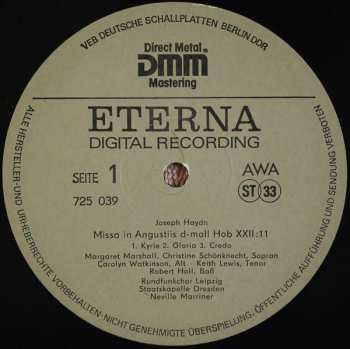 VEB DEUTSCHE SCHALLPLATTEN BERLIN DDR
Direct Metal
DMM
Mastering
ETERNA
DIGITAL RECORDING
SEITE 1
AWA
725 039
ST 33
Joseph Haydn
Missa in Angustiis d-moll Hob XXII:11
1. Kyrie 2. Gloria 3. Credo
Margaret Marshall, Christine Schönknecht, Sopran
Carolyn Watkinson, Alt - Keith Lewis, Tenor
Robert Holl, Baß
Rundfunkchor Leipzig
Staatskapelle Dresden
Neville Marriner
ALLE HERSTELLER- UND URHEBERRECHTE VORBEHALTEN · NICHT GENEHMIGTE ÜBERSPIELUNG, ÖFFENTLICHE AUFFÜHRUNG UND SENDUNG VERBOTEN